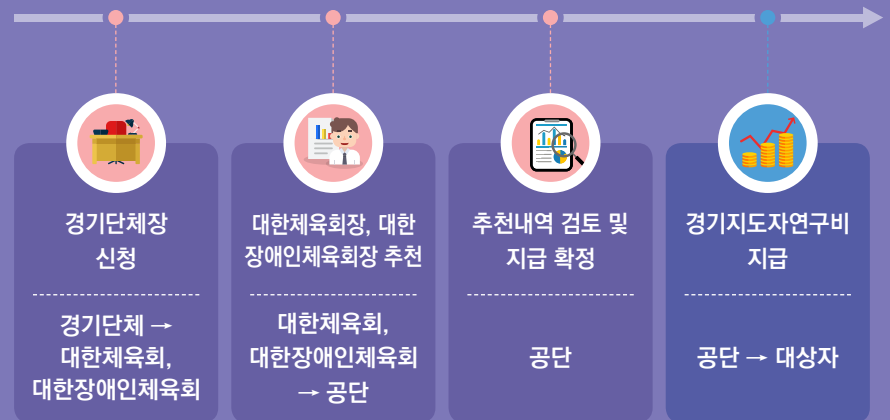 경기단체장
신청
경기단체 →
대한체육회,
대한장애인체육회
대한체육회장, 대한
장애인체육회장 추천
대한체육회,
대한장애인체육회
→ 공단
추천내역 검토 및
지급 확정
공단
경기지도자연구비
지급
공단 → 대상자